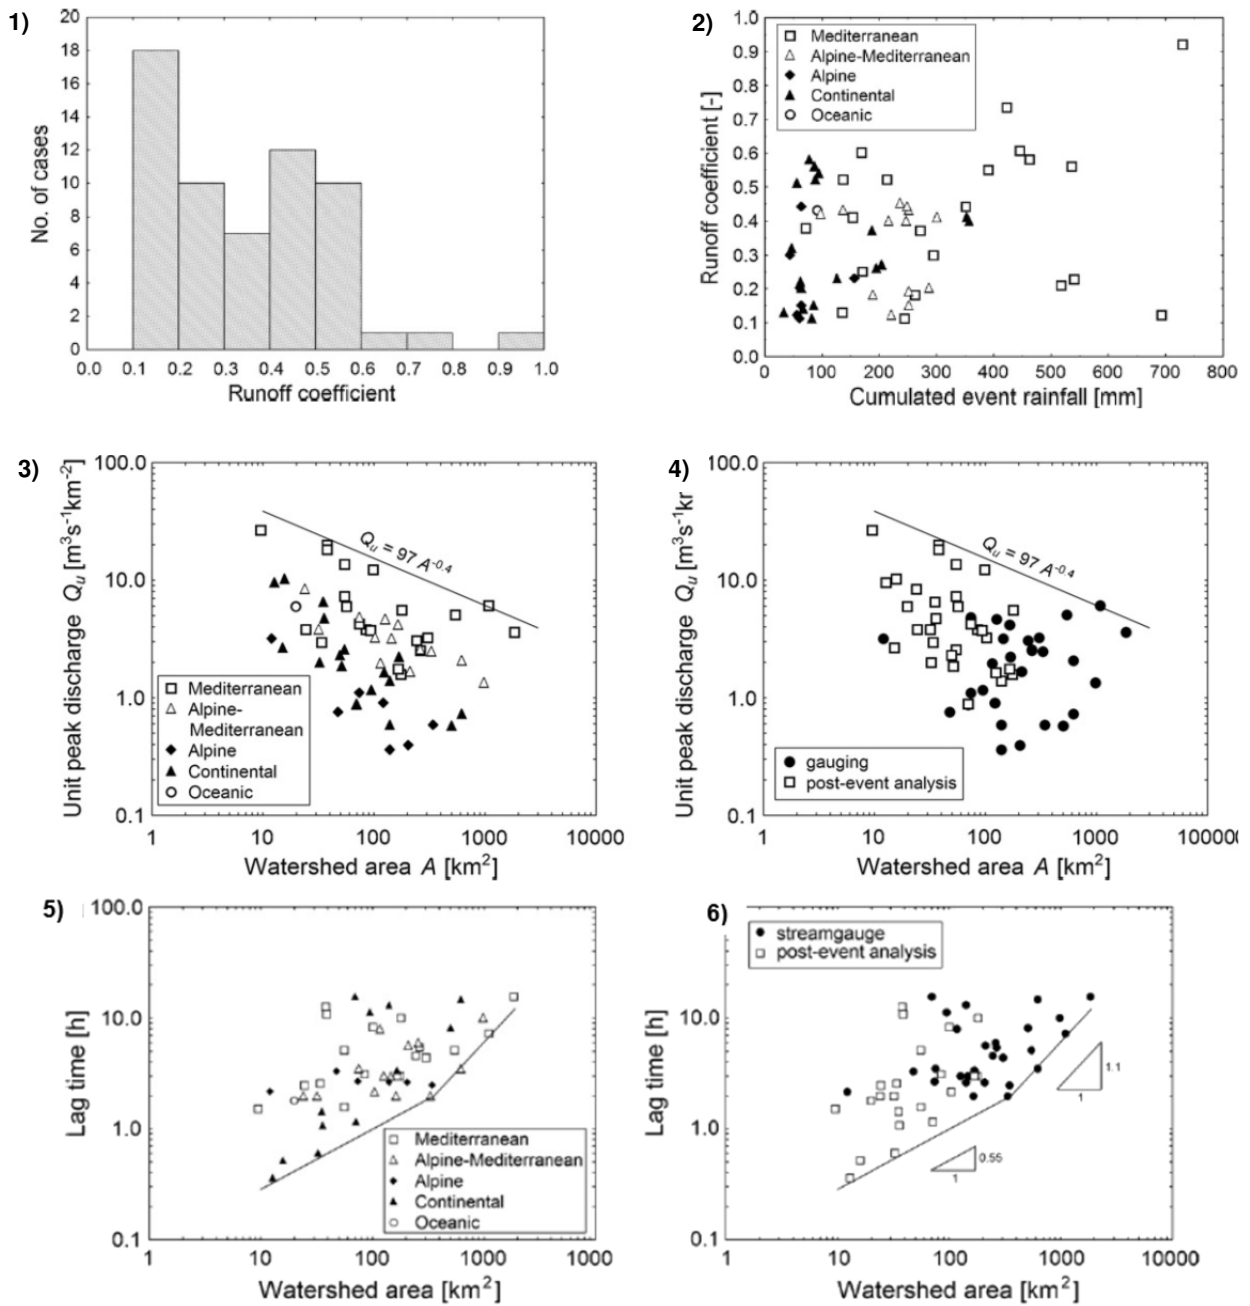 1)
20
18
16
14
12
10
8
6
4
2
0
No. of cases
0.0 0.1 0.2 0.3 0.4 0.5 0.6 0.7 0.8 0.9 1.0
Runoff coefficient
2)
1.0
0.9
0.8
0.7
0.6
0.5
0.4
0.3
0.2
0.1
0.0
Runoff coefficient [-]
Mediterranean
Alpine-Mediterranean
Alpine
Continental
Oceanic
0 100 200 300 400 500 600 700 800
Cumulated event rainfall [mm]
3)
100.0
10.0
1.0
0.1
Unit peak discharge Qu [m³s⁻¹km⁻²]
Qu = 97 A⁻⁰·⁴
Mediterranean
Alpine-
Mediterranean
Alpine
Continental
Oceanic
1 10 100 1000 10000
Watershed area A [km²]
4)
100.0
10.0
1.0
0.1
Unit peak discharge Qu [m³s⁻¹kr
Qu = 97 A⁻⁰·⁴
gauging
post-event analysis
1 10 100 1000 10000
Watershed area A [km²]
5)
100.0
10.0
1.0
0.1
Lag time [h]
Mediterranean
Alpine-Mediterranean
Alpine
Continental
Oceanic
1 10 100 1000 10000
Watershed area [km²]
6)
streamgauge
post-event analysis
10.0
1.0
0.1
Lag time [h]
1.1
1
0.55
1
1 10 100 1000 10000
Watershed area [km²]